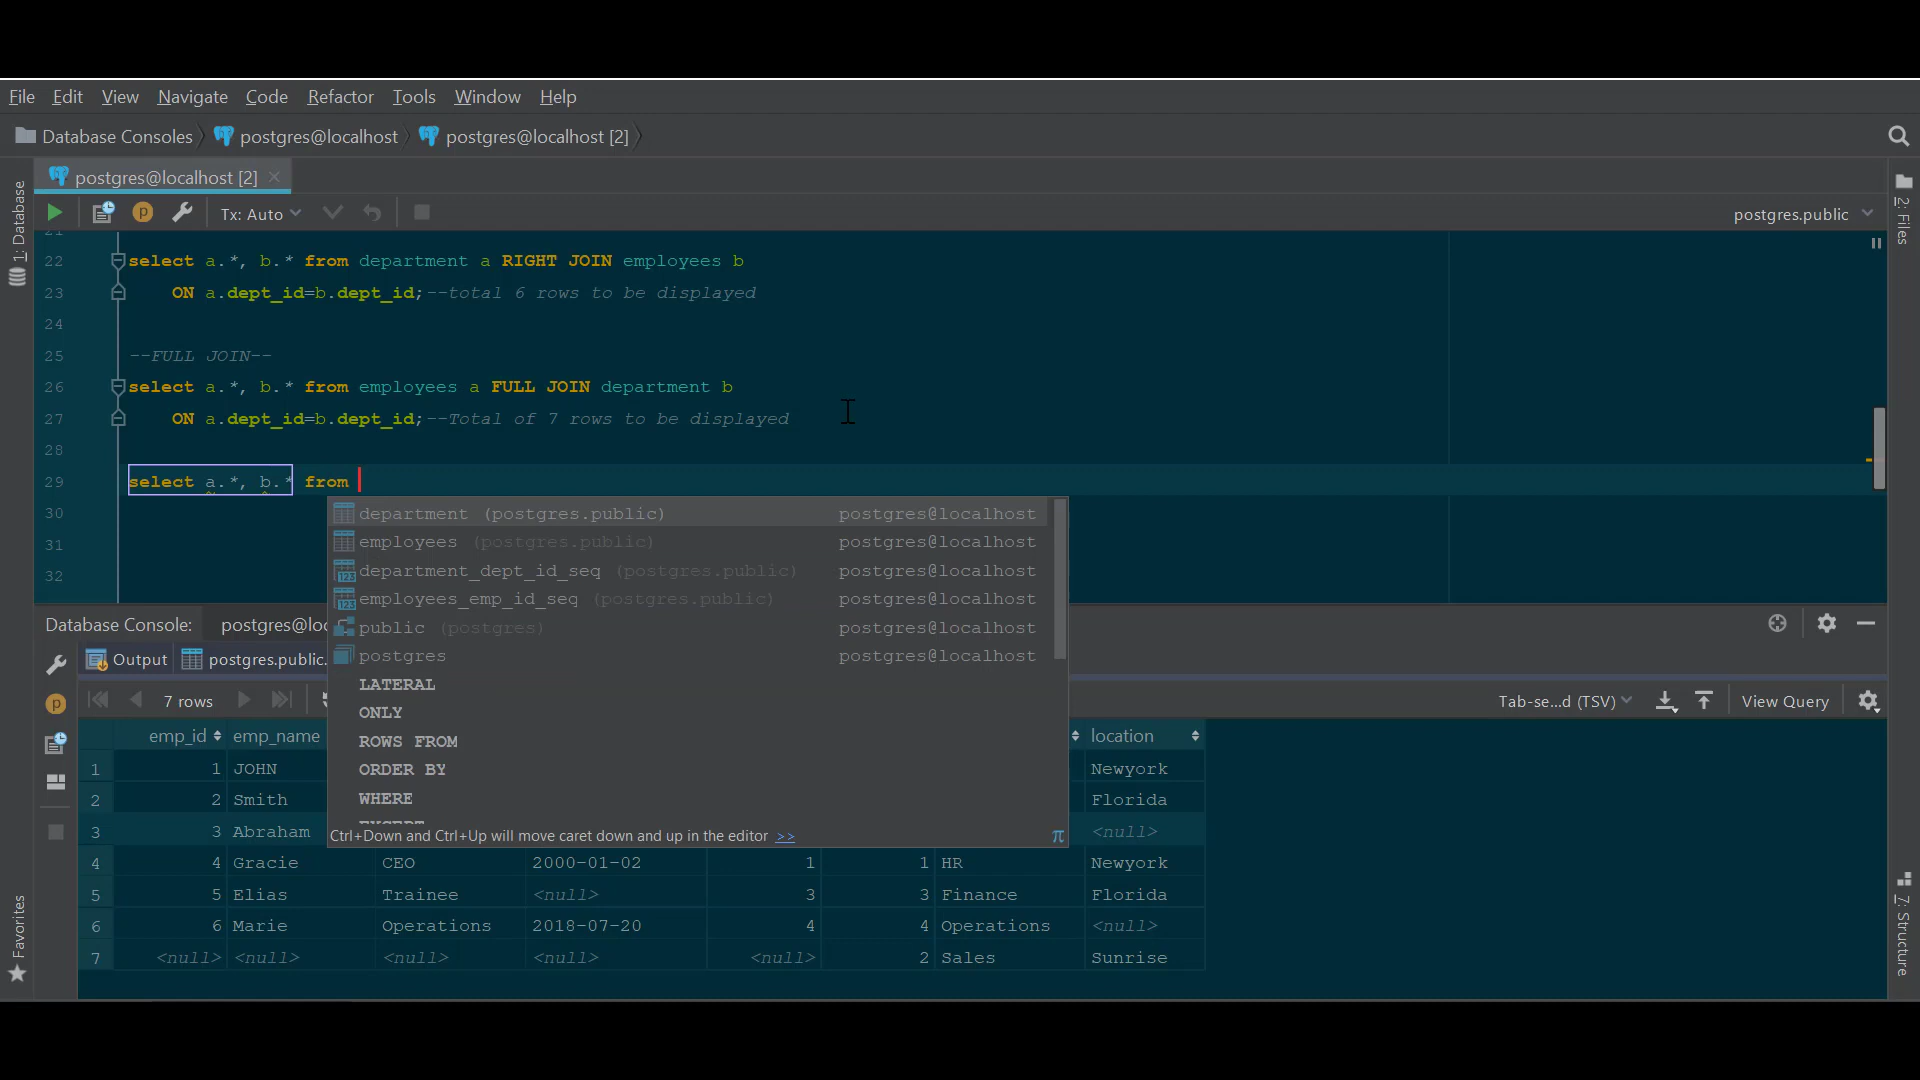 File Edit View Navigate Code Refactor Tools Window Help
Database Consoles postgres@localhost postgres@localhost [2]
postgres@localhost [2]
Tx: Auto postgres.public
1: Database
2: Files
22 select a.*, b.* from department a RIGHT JOIN employees b
23 ON a.dept_id=b.dept_id;--total 6 rows to be displayed
24
25 --FULL JOIN--
26 select a.*, b.* from employees a FULL JOIN department b
27 ON a.dept_id=b.dept_id;--Total of 7 rows to be displayed
28
29 select a.*, b.* from
30
31
32
department (postgres.public) postgres@localhost
employees (postgres.public) postgres@localhost
department_dept_id_seq (postgres.public) postgres@localhost
employees_emp_id_seq (postgres.public) postgres@localhost
public (postgres) postgres@localhost
postgres postgres@localhost
LATERAL
ONLY
ROWS FROM
ORDER BY
WHERE
Ctrl+Down and Ctrl+Up will move caret down and up in the editor >> π
Database Console: postgres@loc
Output postgres.public.
7 rows Tab-se...d (TSV) View Query
emp_id emp_name location
1 1 JOHN Newyork
2 2 Smith Florida
3 3 Abraham <null>
4 4 Gracie CEO 2000-01-02 1 1 HR Newyork
5 5 Elias Trainee <null> 3 3 Finance Florida
6 6 Marie Operations 2018-07-20 4 4 Operations <null>
7 <null> <null> <null> <null> <null> 2 Sales Sunrise
Favorites
7: Structure